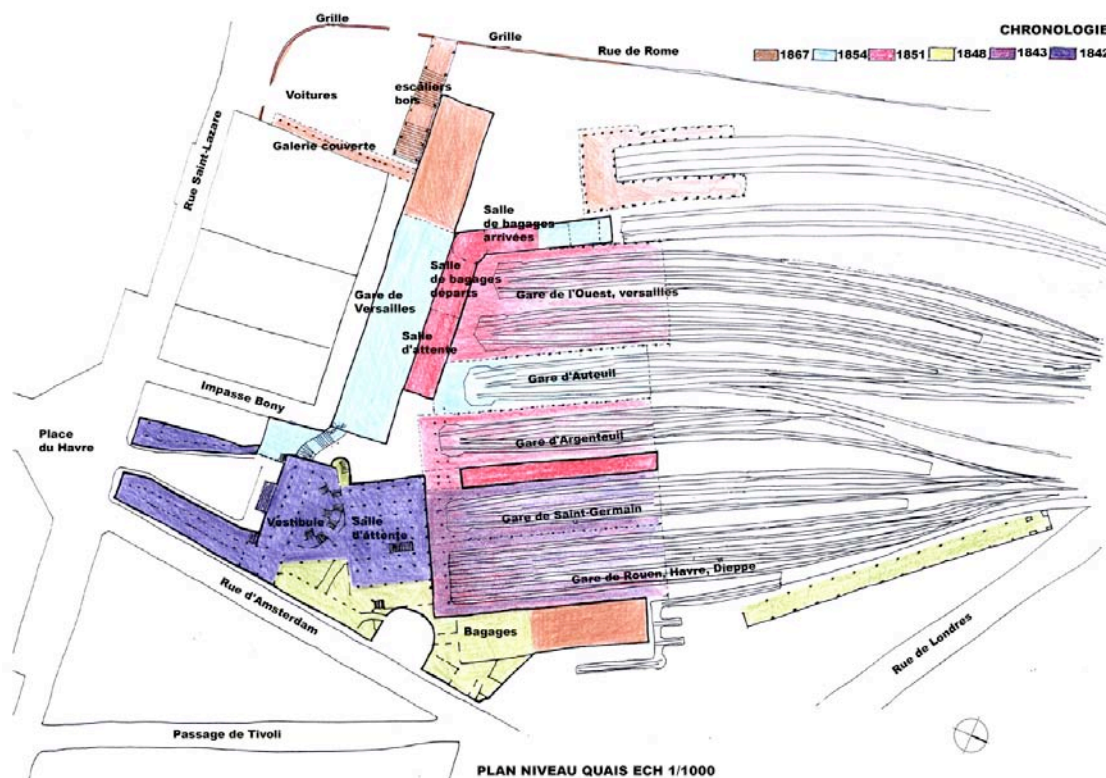 Grille
Grille
Rue de Rome
CHRONOLOGIE
1867 1854 1851 1848 1843 1842
Voitures
escâliers
bois
Galerie couverte
Rue Saint-Lazare
Salle
de bagages
arrivées
Salle
de bagages
départs
Gare de l'Ouest, versailles
Gare de
Versailles
Salle
d'attente
Gare d'Auteuil
Impasse Bony
Place
du Havre
Gare d'Argenteuil
Vestibule
Salle
d'attente
Gare de Saint-Germain
Gare de Rouen, Havre, Dieppe
Rue d'Amsterdam
Bagages
Rue de Londres
Passage de Tivoli
PLAN NIVEAU QUAIS ECH 1/1000